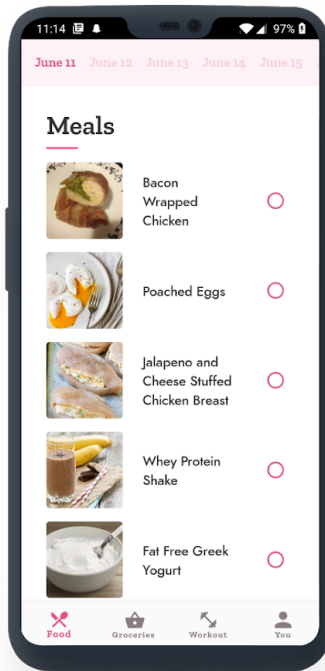 11:14
97%
June 11 June 12 June 13 June 14 June 15
Meals
Bacon
Wrapped
Chicken
Poached Eggs
Jalapeno and
Cheese Stuffed
Chicken Breast
Whey Protein
Shake
Fat Free Greek
Yogurt
Food Groceries Workout You